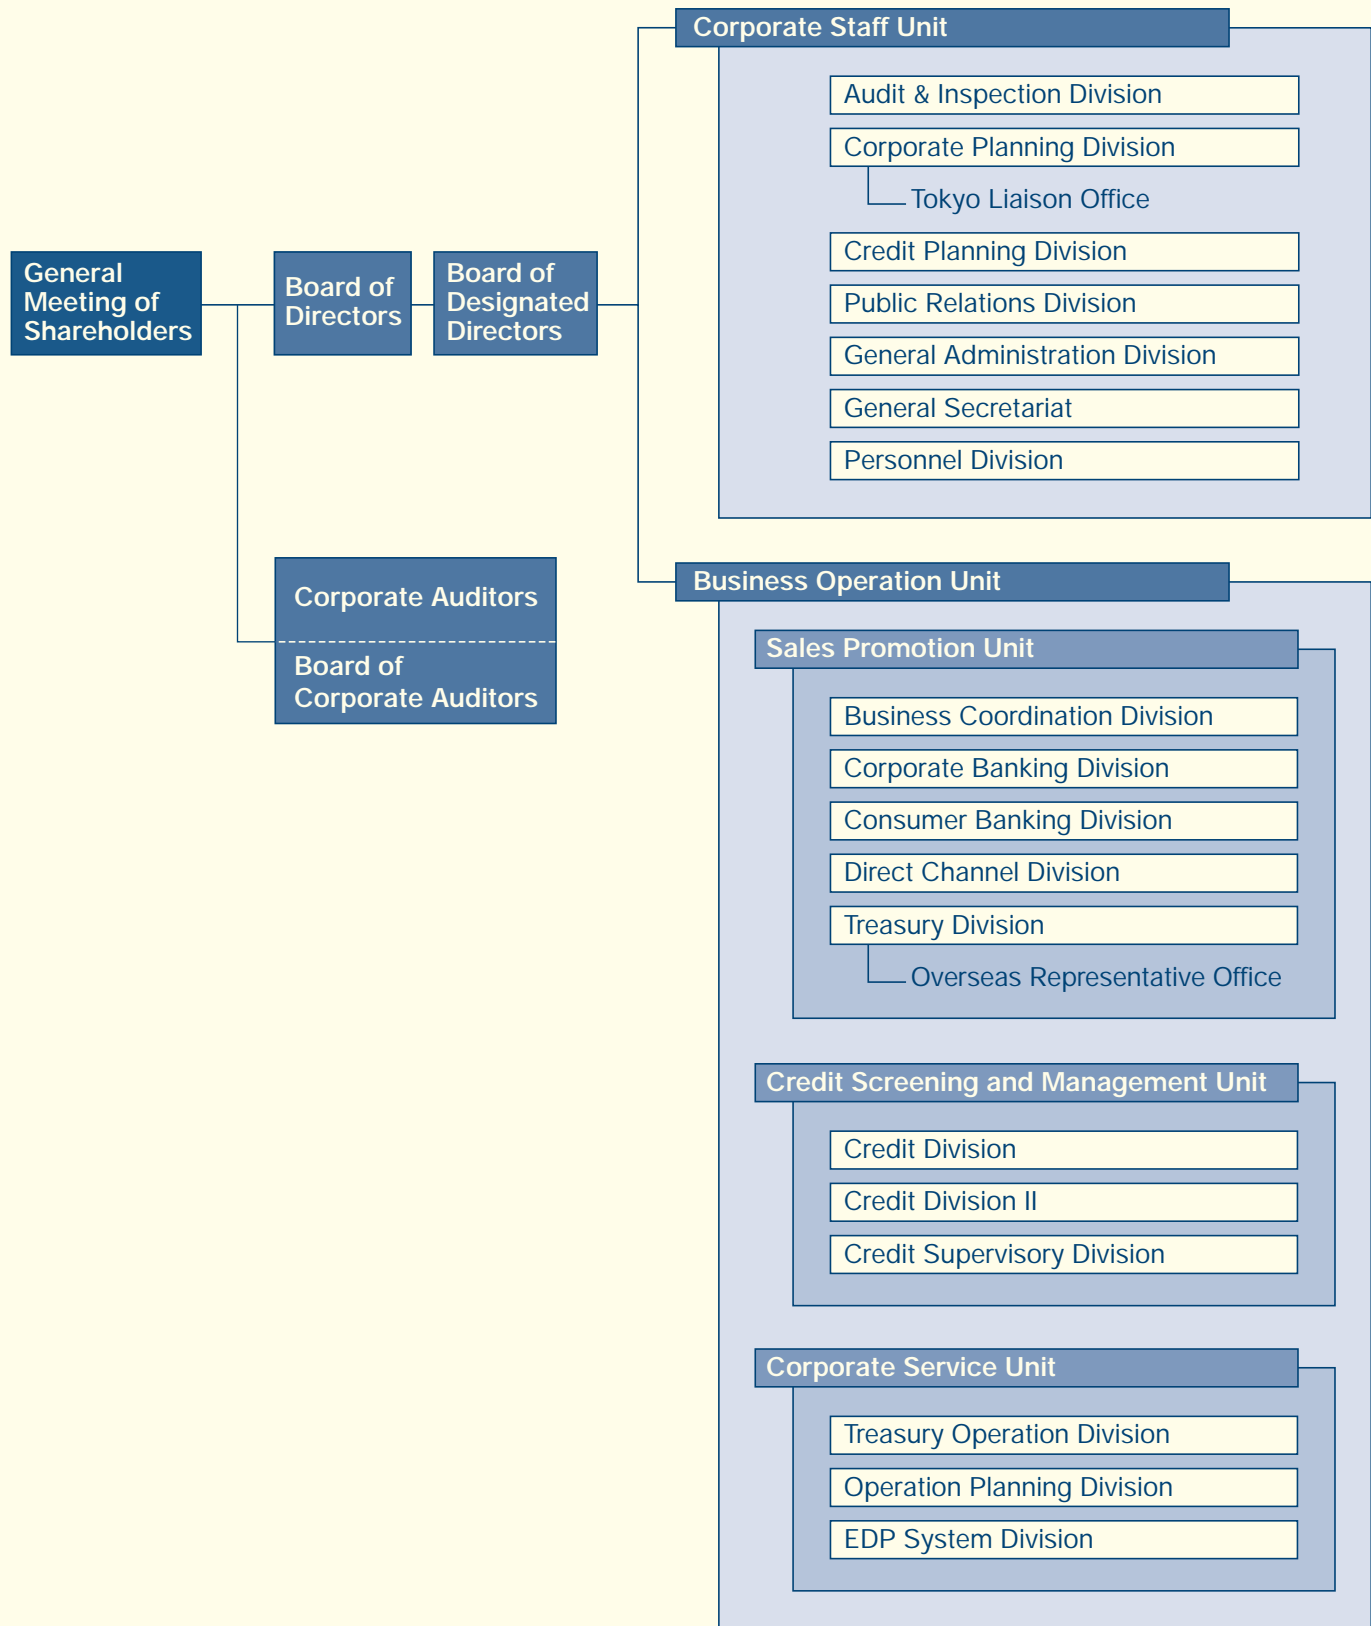 General
Meeting of
Shareholders
Board of
Directors
Board of
Designated
Directors
Corporate Auditors
Board of
Corporate Auditors
Corporate Staff Unit
Audit & Inspection Division
Corporate Planning Division
Tokyo Liaison Office
Credit Planning Division
Public Relations Division
General Administration Division
General Secretariat
Personnel Division
Business Operation Unit
Sales Promotion Unit
Business Coordination Division
Corporate Banking Division
Consumer Banking Division
Direct Channel Division
Treasury Division
Overseas Representative Office
Credit Screening and Management Unit
Credit Division
Credit Division II
Credit Supervisory Division
Corporate Service Unit
Treasury Operation Division
Operation Planning Division
EDP System Division